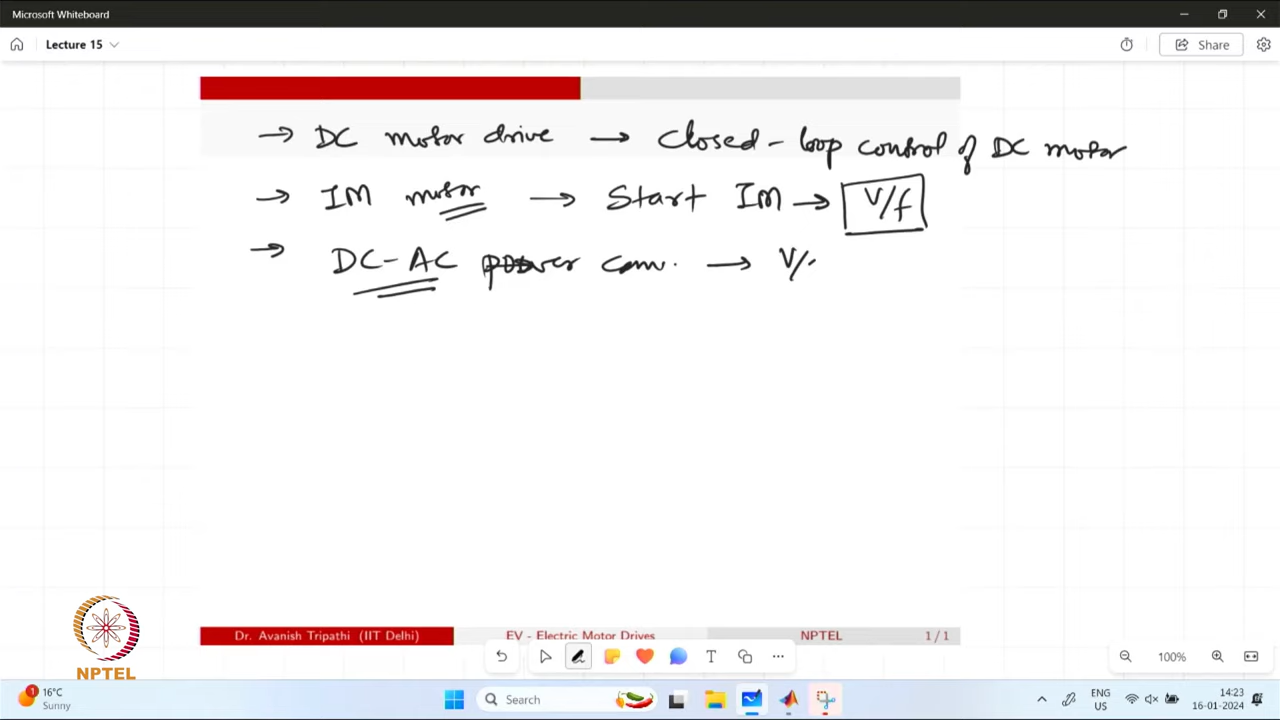 Microsoft Whiteboard
Lecture 15
Share
→ DC motor drive → Closed-loop control of DC motor
→ IM motor → Start IM → V/f
→ DC-AC power conv. → V/
Dr. Avanish Tripathi (IIT Delhi) EV - Electric Motor Drives NPTEL 1/1
NPTEL
100%
1
16°C
Sunny
Search
ENG
US
14:23
16-01-2024